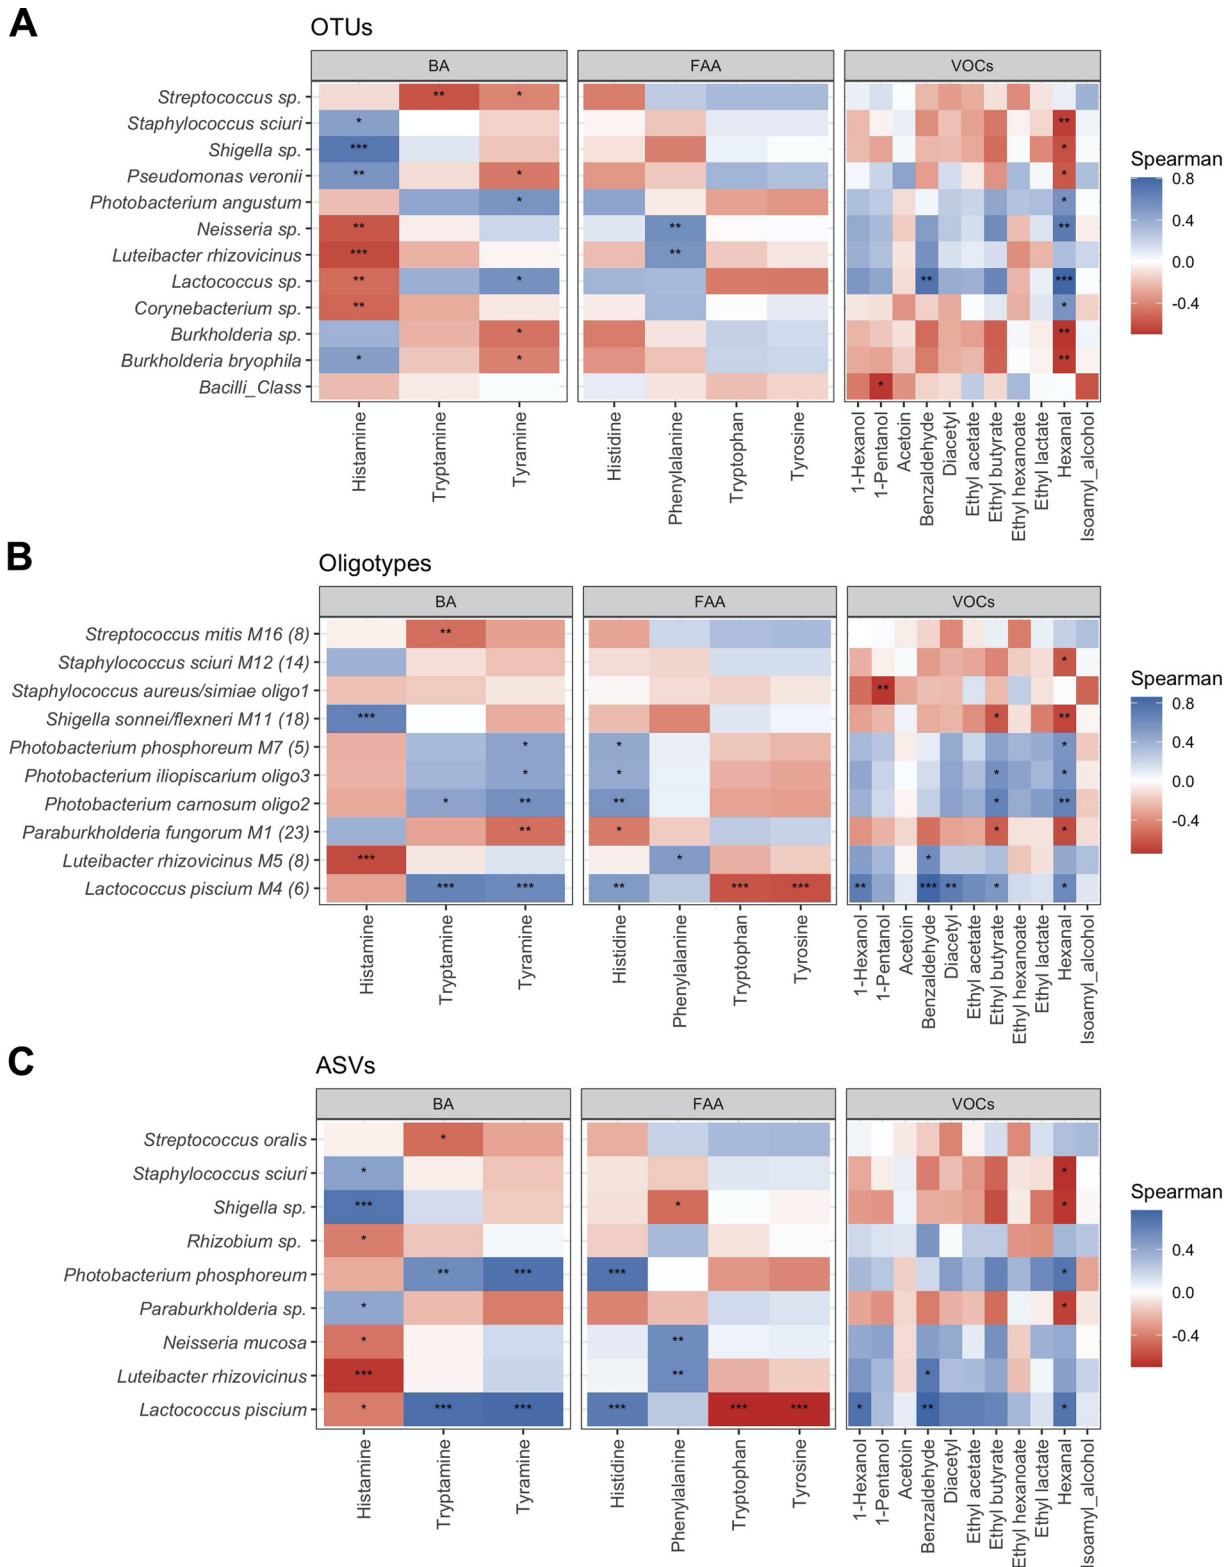 A
OTUs
BA
FAA
VOCs
Streptococcus sp.
** *
Staphylococcus sciuri
* **
Shigella sp.
*** *
Pseudomonas veronii
** * *
Photobacterium angustum
* *
Neisseria sp.
** ** **
Luteibacter rhizovicinus
*** **
Lactococcus sp.
** * ** ***
Corynebacterium sp.
** *
Burkholderia sp.
* **
Burkholderia bryophila
* * **
Bacilli_Class
*
Histamine
Tryptamine
Tyramine
Histidine
Phenylalanine
Tryptophan
Tyrosine
1-Hexanol
1-Pentanol
Acetoin
Benzaldehyde
Diacetyl
Ethyl acetate
Ethyl butyrate
Ethyl hexanoate
Ethyl lactate
Hexanal
Isoamyl_alcohol
Spearman
0.8
0.4
0.0
-0.4
B
Oligotypes
BA
FAA
VOCs
Streptococcus mitis M16 (8)
**
Staphylococcus sciuri M12 (14)
*
Staphylococcus aureus/simiae oligo1
**
Shigella sonnei/flexneri M11 (18)
*** * **
Photobacterium phosphoreum M7 (5)
* * *
Photobacterium iliopiscarium oligo3
* * * *
Photobacterium carnosum oligo2
* ** ** * **
Paraburkholderia fungorum M1 (23)
** * * *
Luteibacter rhizovicinus M5 (8)
*** * *
Lactococcus piscium M4 (6)
*** *** ** *** *** ** *** ** * *
Histamine
Tryptamine
Tyramine
Histidine
Phenylalanine
Tryptophan
Tyrosine
1-Hexanol
1-Pentanol
Acetoin
Benzaldehyde
Diacetyl
Ethyl acetate
Ethyl butyrate
Ethyl hexanoate
Ethyl lactate
Hexanal
Isoamyl_alcohol
Spearman
0.8
0.4
0.0
-0.4
C
ASVs
BA
FAA
VOCs
Streptococcus oralis
*
Staphylococcus sciuri
* *
Shigella sp.
*** * *
Rhizobium sp.
*
Photobacterium phosphoreum
** *** *** *
Paraburkholderia sp.
* *
Neisseria mucosa
* **
Luteibacter rhizovicinus
*** ** *
Lactococcus piscium
* *** *** *** *** *** * ** *
Histamine
Tryptamine
Tyramine
Histidine
Phenylalanine
Tryptophan
Tyrosine
1-Hexanol
1-Pentanol
Acetoin
Benzaldehyde
Diacetyl
Ethyl acetate
Ethyl butyrate
Ethyl hexanoate
Ethyl lactate
Hexanal
Isoamyl_alcohol
Spearman
0.4
0.0
-0.4